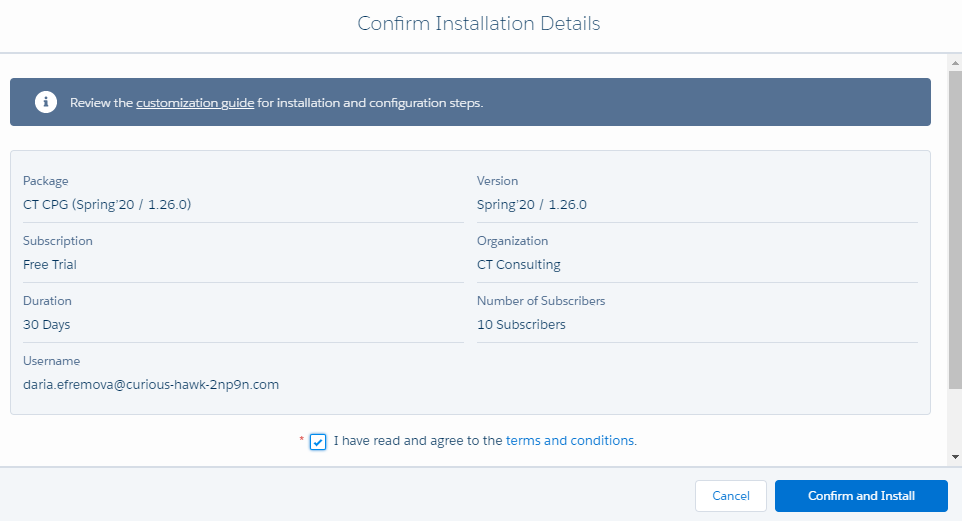 Confirm Installation Details
Review the customization guide for installation and configuration steps.
Package
CT CPG (Spring'20 / 1.26.0)
Version
Spring'20 / 1.26.0
Subscription
Free Trial
Organization
CT Consulting
Duration
30 Days
Number of Subscribers
10 Subscribers
Username
daria.efremova@curious-hawk-2np9n.com
* I have read and agree to the terms and conditions.
Cancel
Confirm and Install